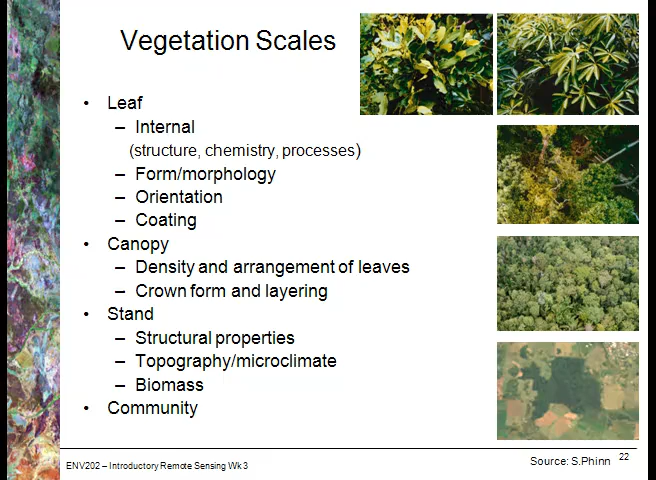 Vegetation Scales
• Leaf
– Internal
(structure, chemistry, processes)
– Form/morphology
– Orientation
– Coating
• Canopy
– Density and arrangement of leaves
– Crown form and layering
• Stand
– Structural properties
– Topography/microclimate
– Biomass
• Community
ENV202 – Introductory Remote Sensing Wk 3
Source: S.Phinn
22